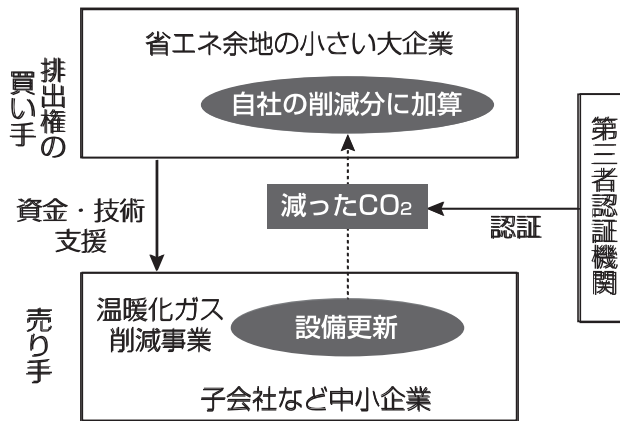 排出権の
買い手
省エネ余地の小さい大企業
自社の削減分に加算
資金・技術
支援
減ったCO₂
認証
第三者認証機関
売り手
温暖化ガス
削減事業
設備更新
子会社など中小企業